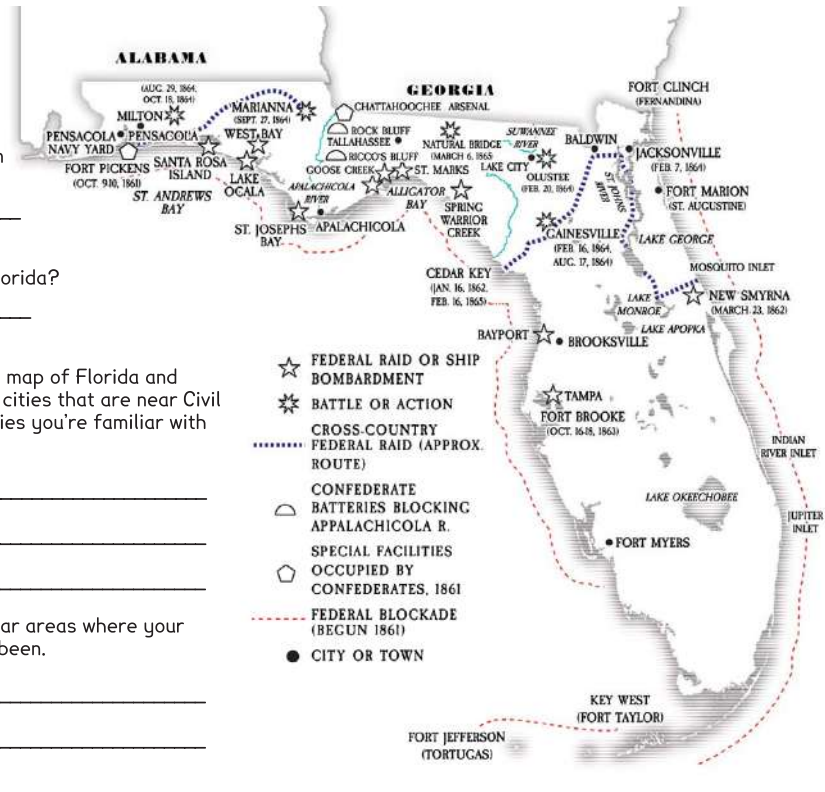 n
orida?
map of Florida and
cities that are near Civil
ies you're familiar with
ar areas where your
been.
ALABAMA
(AUG. 29, 1864,
OCT. 18, 1864)
MILTON
MARIANNA
(SEPT. 27, 1864)
PENSACOLA
PENSACOLA
NAVY YARD
WEST BAY
FORT PICKENS
(OCT. 9-10, 1861)
SANTA ROSA
ISLAND
LAKE
OCALA
ST. ANDREWS
BAY
ST. JOSEPHS
BAY
APALACHICOLA
APALACHICOLA
RIVER
GEORGIA
CHATTAHOOCHEE ARSENAL
ROCK BLUFF
TALLAHASSEE
RICCO'S BLUFF
GOOSE CREEK
ST. MARKS
ALLIGATOR
BAY
NATURAL BRIDGE
(MARCH 6, 1865
SPRING
WARRIOR
CREEK
SUWANNEE
RIVER
LAKE CITY
OLUSTEE
(FEB. 20, 1864)
FORT CLINCH
(FERNANDINA)
BALDWIN
JACKSONVILLE
(FEB. 7, 1864)
ST. JOHNS
RIVER
FORT MARION
(ST. AUGUSTINE)
GAINESVILLE
(FEB. 16, 1864,
AUG. 17, 1864)
LAKE GEORGE
CEDAR KEY
(JAN. 16, 1862,
FEB. 16, 1865)
MOSQUITO INLET
LAKE
MONROE
NEW SMYRNA
(MARCH 23, 1862)
LAKE APOPKA
BAYPORT
BROOKSVILLE
TAMPA
FORT BROOKE
(OCT. 16-18, 1863)
INDIAN
RIVER INLET
LAKE OKEECHOBEE
JUPITER
INLET
FORT MYERS
KEY WEST
(FORT TAYLOR)
FORT JEFFERSON
(TORTUGAS)
FEDERAL RAID OR SHIP
BOMBARDMENT
BATTLE OR ACTION
CROSS-COUNTRY
FEDERAL RAID (APPROX.
ROUTE)
CONFEDERATE
BATTERIES BLOCKING
APPALACHICOLA R.
SPECIAL FACILITIES
OCCUPIED BY
CONFEDERATES, 1861
FEDERAL BLOCKADE
(BEGUN 1861)
CITY OR TOWN